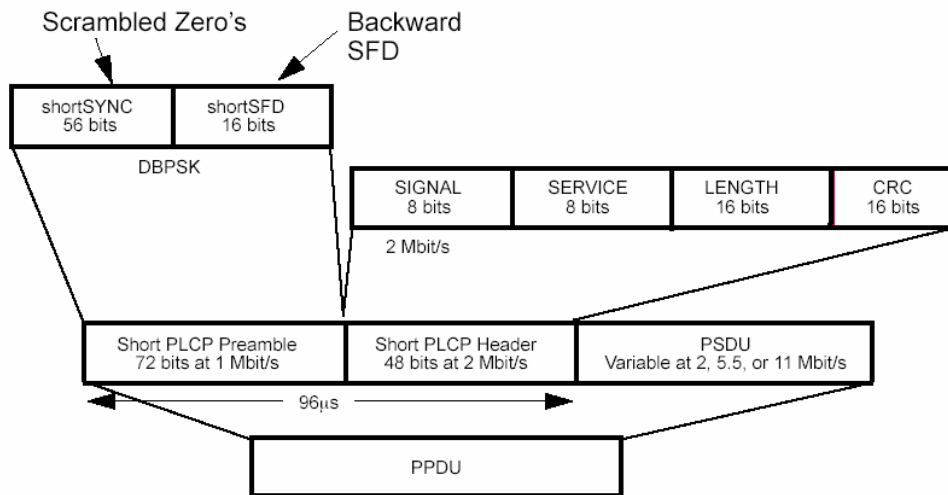 Scrambled Zero's
Backward
SFD
shortSYNC
56 bits
shortSFD
16 bits
DBPSK
SIGNAL
8 bits
SERVICE
8 bits
LENGTH
16 bits
CRC
16 bits
2 Mbit/s
Short PLCP Preamble
72 bits at 1 Mbit/s
Short PLCP Header
48 bits at 2 Mbit/s
PSDU
Variable at 2, 5.5, or 11 Mbit/s
96μs
PPDU